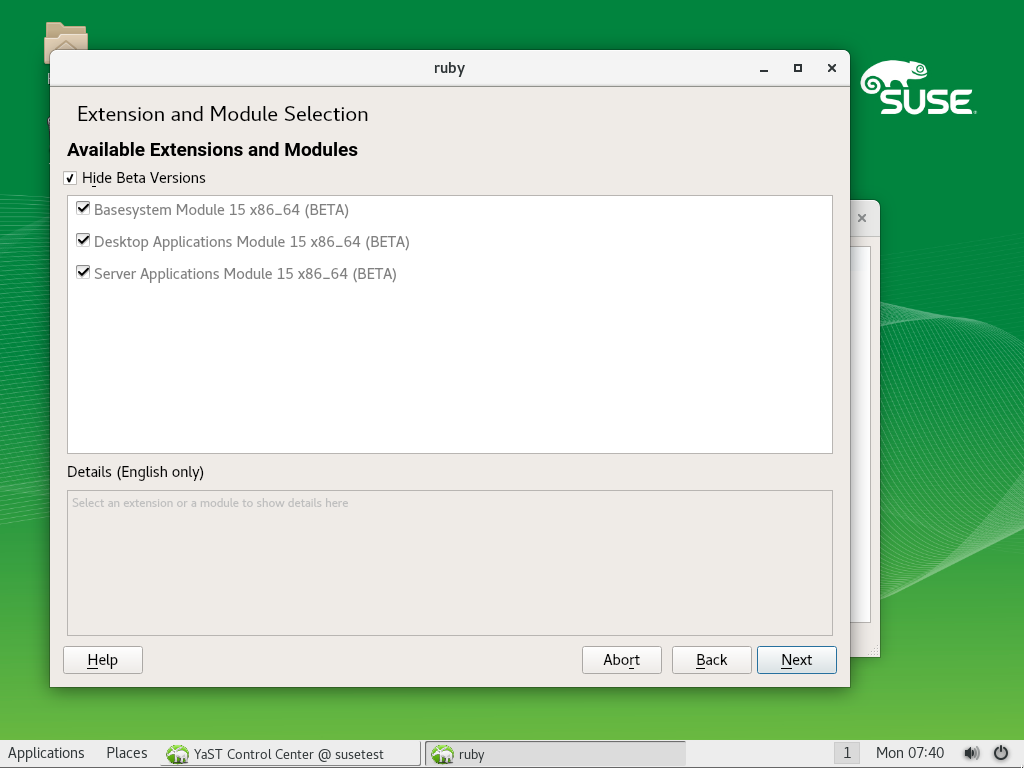 ruby
SUSE
Extension and Module Selection
Available Extensions and Modules
Hide Beta Versions
Basesystem Module 15 x86_64 (BETA)
Desktop Applications Module 15 x86_64 (BETA)
Server Applications Module 15 x86_64 (BETA)
Details (English only)
Select an extension or a module to show details here
Help Abort Back Next
Applications Places YaST Control Center @ susetest ruby 1 Mon 07:40